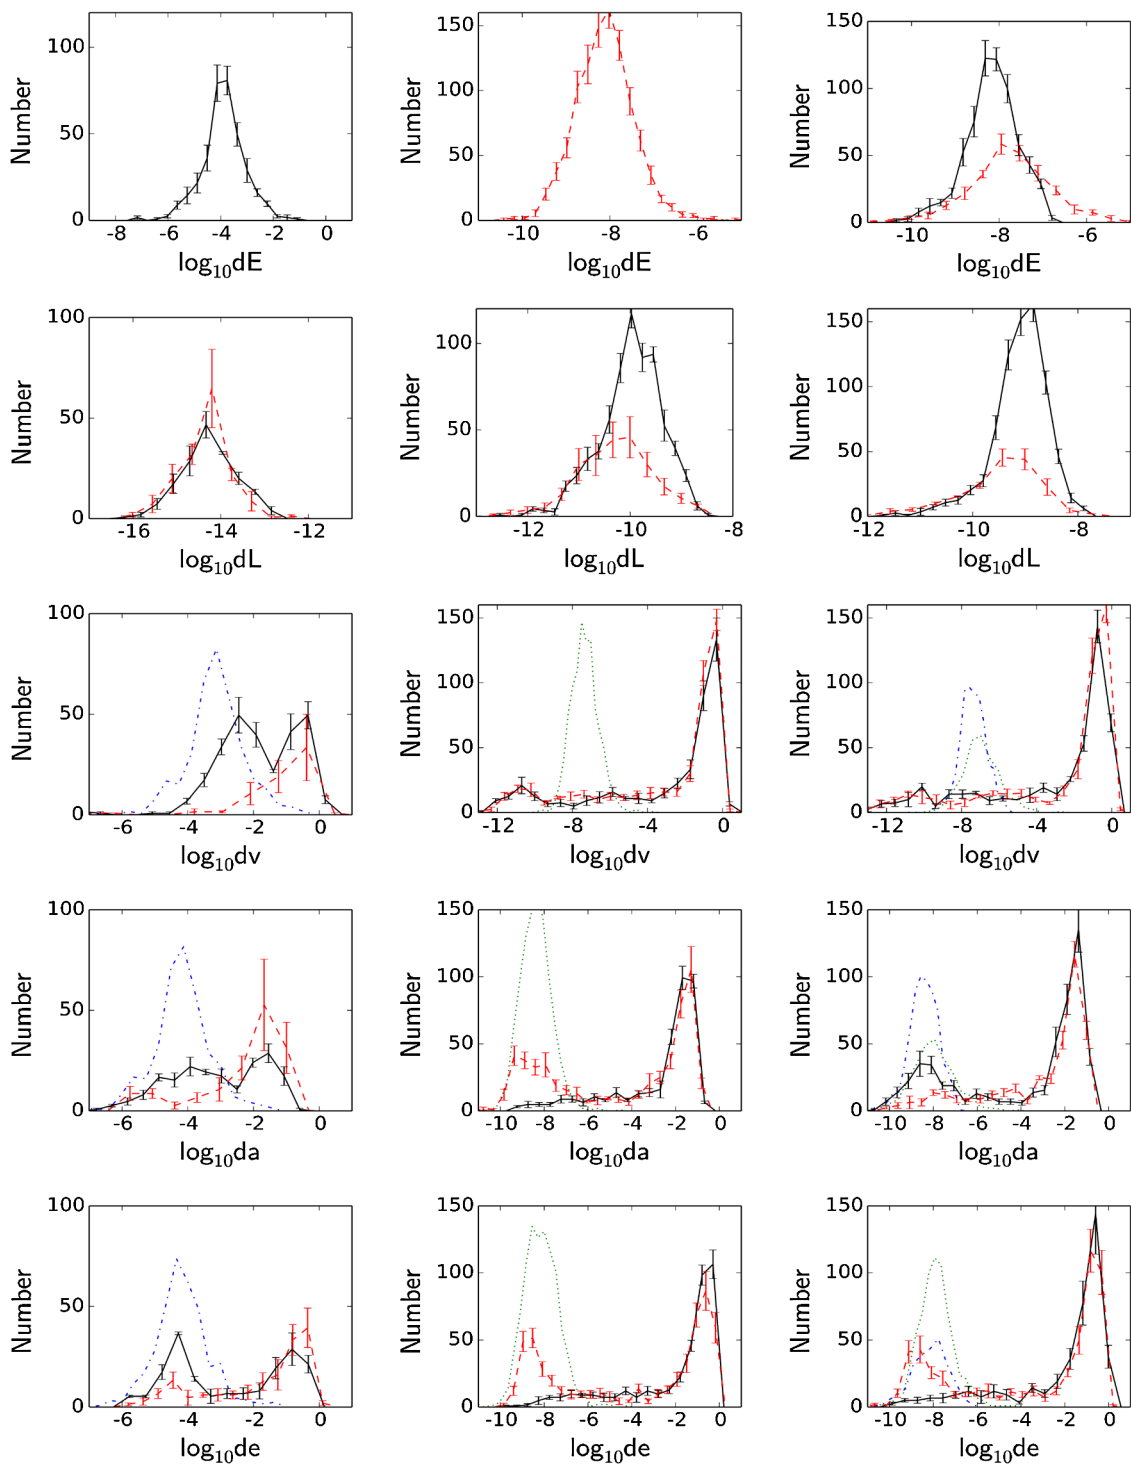 100
50
0
Number
-8 -6 -4 -2 0
log₁₀dE
150
100
50
0
Number
-10 -8 -6
log₁₀dE
150
100
50
0
Number
-10 -8 -6
log₁₀dE
100
50
0
Number
-16 -14 -12
log₁₀dL
100
50
0
Number
-12 -10 -8
log₁₀dL
150
100
50
0
Number
-12 -10 -8
log₁₀dL
100
50
0
Number
-6 -4 -2 0
log₁₀dv
150
100
50
0
Number
-12 -8 -4 0
log₁₀dv
150
100
50
0
Number
-12 -8 -4 0
log₁₀dv
100
50
0
Number
-6 -4 -2 0
log₁₀da
150
100
50
0
Number
-10 -8 -6 -4 -2 0
log₁₀da
150
100
50
0
Number
-10 -8 -6 -4 -2 0
log₁₀da
100
50
0
Number
-6 -4 -2 0
log₁₀de
150
100
50
0
Number
-10 -8 -6 -4 -2 0
log₁₀de
150
100
50
0
Number
-10 -8 -6 -4 -2 0
log₁₀de